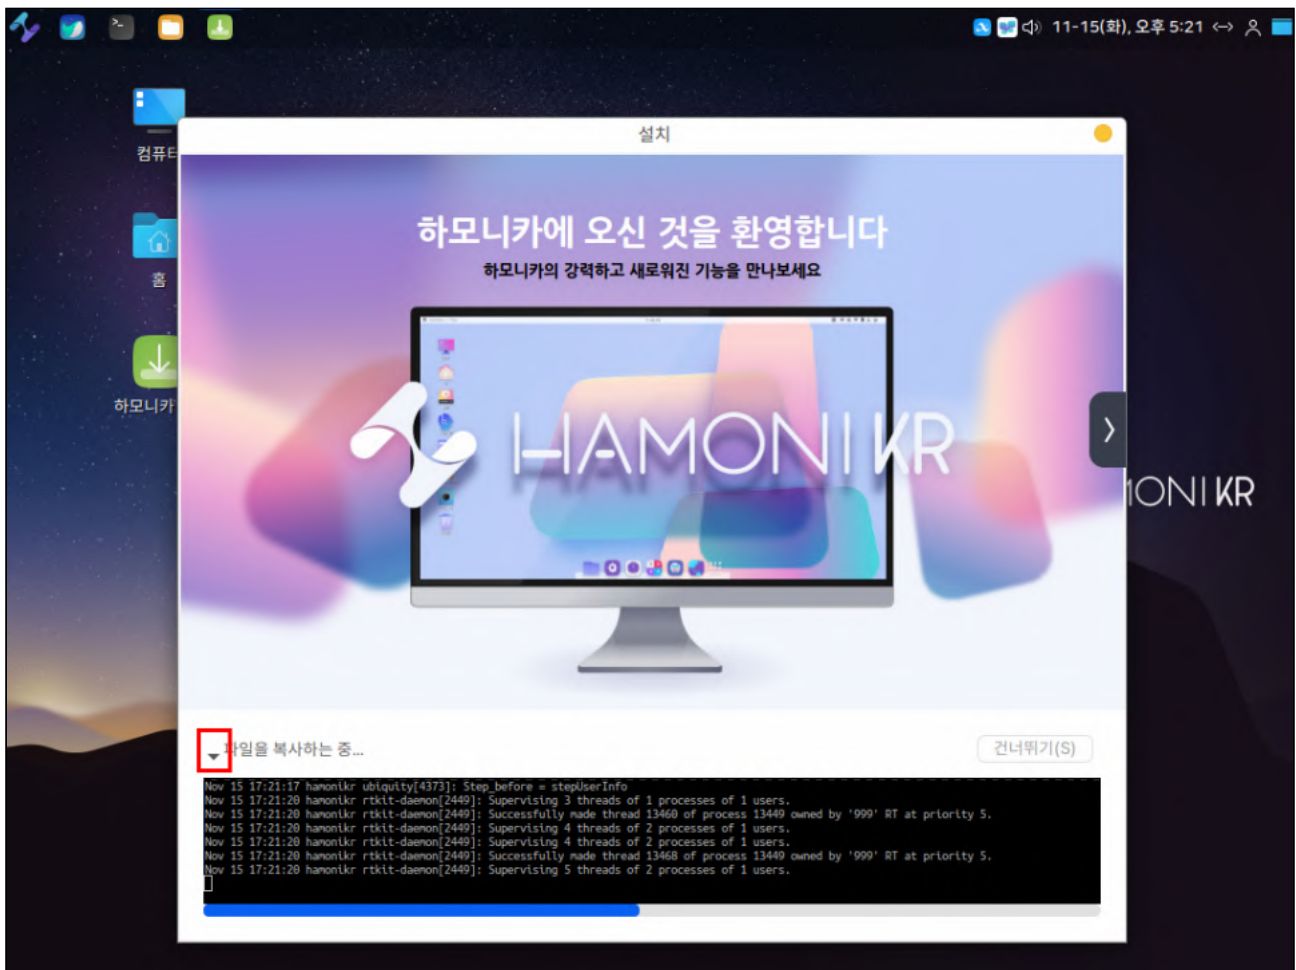 11-15(화), 오후 5:21
컴퓨터
홈
하모니카
설치
하모니카에 오신 것을 환영합니다
하모니카의 강력하고 새로워진 기능을 만나보세요
HAMONIKR
MONIKR
파일을 복사하는 중...
건너뛰기(S)
Nov 15 17:21:17 hamonikr ubiquity[4373]: Step_before = stepUserInfo
Nov 15 17:21:20 hamonikr rtkit-daemon[2449]: Supervising 3 threads of 1 processes of 1 users.
Nov 15 17:21:20 hamonikr rtkit-daemon[2449]: Successfully made thread 13460 of process 13449 owned by '999' RT at priority 5.
Nov 15 17:21:20 hamonikr rtkit-daemon[2449]: Supervising 4 threads of 2 processes of 1 users.
Nov 15 17:21:20 hamonikr rtkit-daemon[2449]: Supervising 4 threads of 2 processes of 1 users.
Nov 15 17:21:20 hamonikr rtkit-daemon[2449]: Successfully made thread 13468 of process 13449 owned by '999' RT at priority 5.
Nov 15 17:21:20 hamonikr rtkit-daemon[2449]: Supervising 5 threads of 2 processes of 1 users.